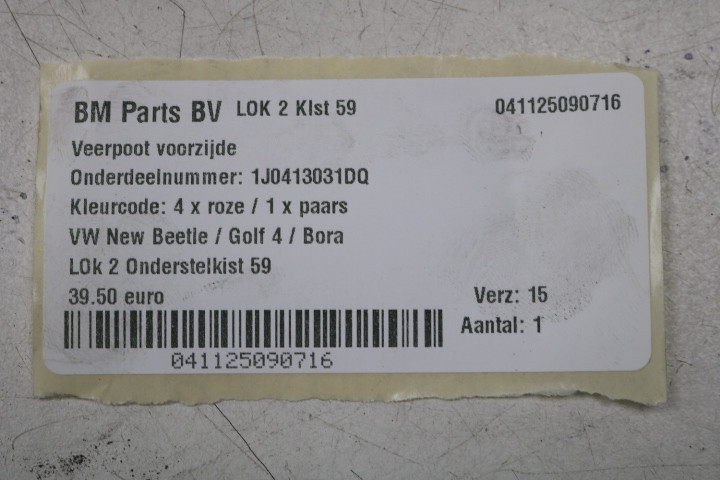 BM Parts BV LOK 2 Klst 59 041125090716
Veerpoot voorzijde
Onderdeelnummer: 1J0413031DQ
Kleurcode: 4 x roze / 1 x paars
VW New Beetle / Golf 4 / Bora
LOk 2 Onderstelkist 59
39.50 euro Verz: 15
Aantal: 1
041125090716